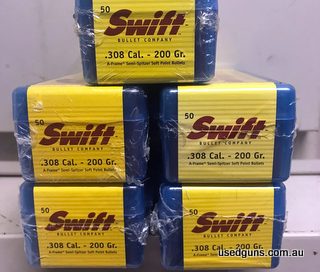 50
Swift
BULLET COMPANY
.308 Cal. - 200 Gr.
A-Frame® Semi-Spitzer Soft Point Bullets
50
Swift
BULLET COMPANY
.308 Cal. - 200 Gr.
A-Frame® Semi-Spitzer Soft Point Bullets
50
Swift
BULLET COMPANY
.308 Cal. - 200 Gr.
A-Frame® Semi-Spitzer Soft Point Bullets
50
Swift
BULLET COMPANY
.308 Cal. - 200 Gr.
A-Frame® Semi-Spitzer Soft Point Bullets
50
Swift
BULLET COMPANY
.308 Cal. - 200 Gr.
A-Frame® Semi-Spitzer Soft Point Bullets
usedguns.com.au